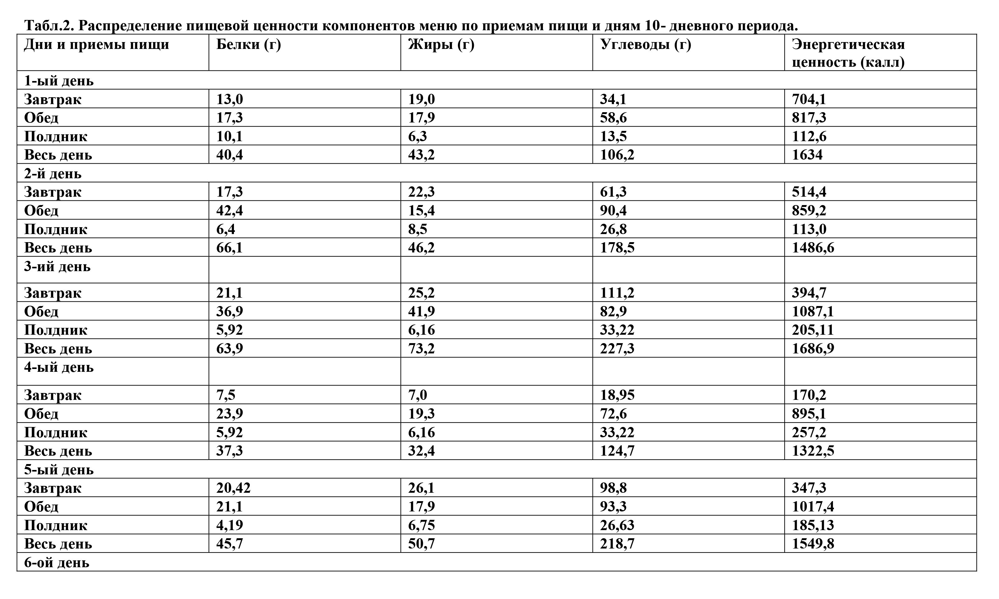 Табл.2. Распределение пищевой ценности компонентов меню по приемам пищи и дням 10- дневного периода.
Дни и приемы пищи Белки (г) Жиры (г) Углеводы (г) Энергетическая
ценность (калл)
1-ый день
Завтрак 13,0 19,0 34,1 704,1
Обед 17,3 17,9 58,6 817,3
Полдник 10,1 6,3 13,5 112,6
Весь день 40,4 43,2 106,2 1634
2-й день
Завтрак 17,3 22,3 61,3 514,4
Обед 42,4 15,4 90,4 859,2
Полдник 6,4 8,5 26,8 113,0
Весь день 66,1 46,2 178,5 1486,6
3-ий день
Завтрак 21,1 25,2 111,2 394,7
Обед 36,9 41,9 82,9 1087,1
Полдник 5,92 6,16 33,22 205,11
Весь день 63,9 73,2 227,3 1686,9
4-ый день
Завтрак 7,5 7,0 18,95 170,2
Обед 23,9 19,3 72,6 895,1
Полдник 5,92 6,16 33,22 257,2
Весь день 37,3 32,4 124,7 1322,5
5-ый день
Завтрак 20,42 26,1 98,8 347,3
Обед 21,1 17,9 93,3 1017,4
Полдник 4,19 6,75 26,63 185,13
Весь день 45,7 50,7 218,7 1549,8
6-ой день